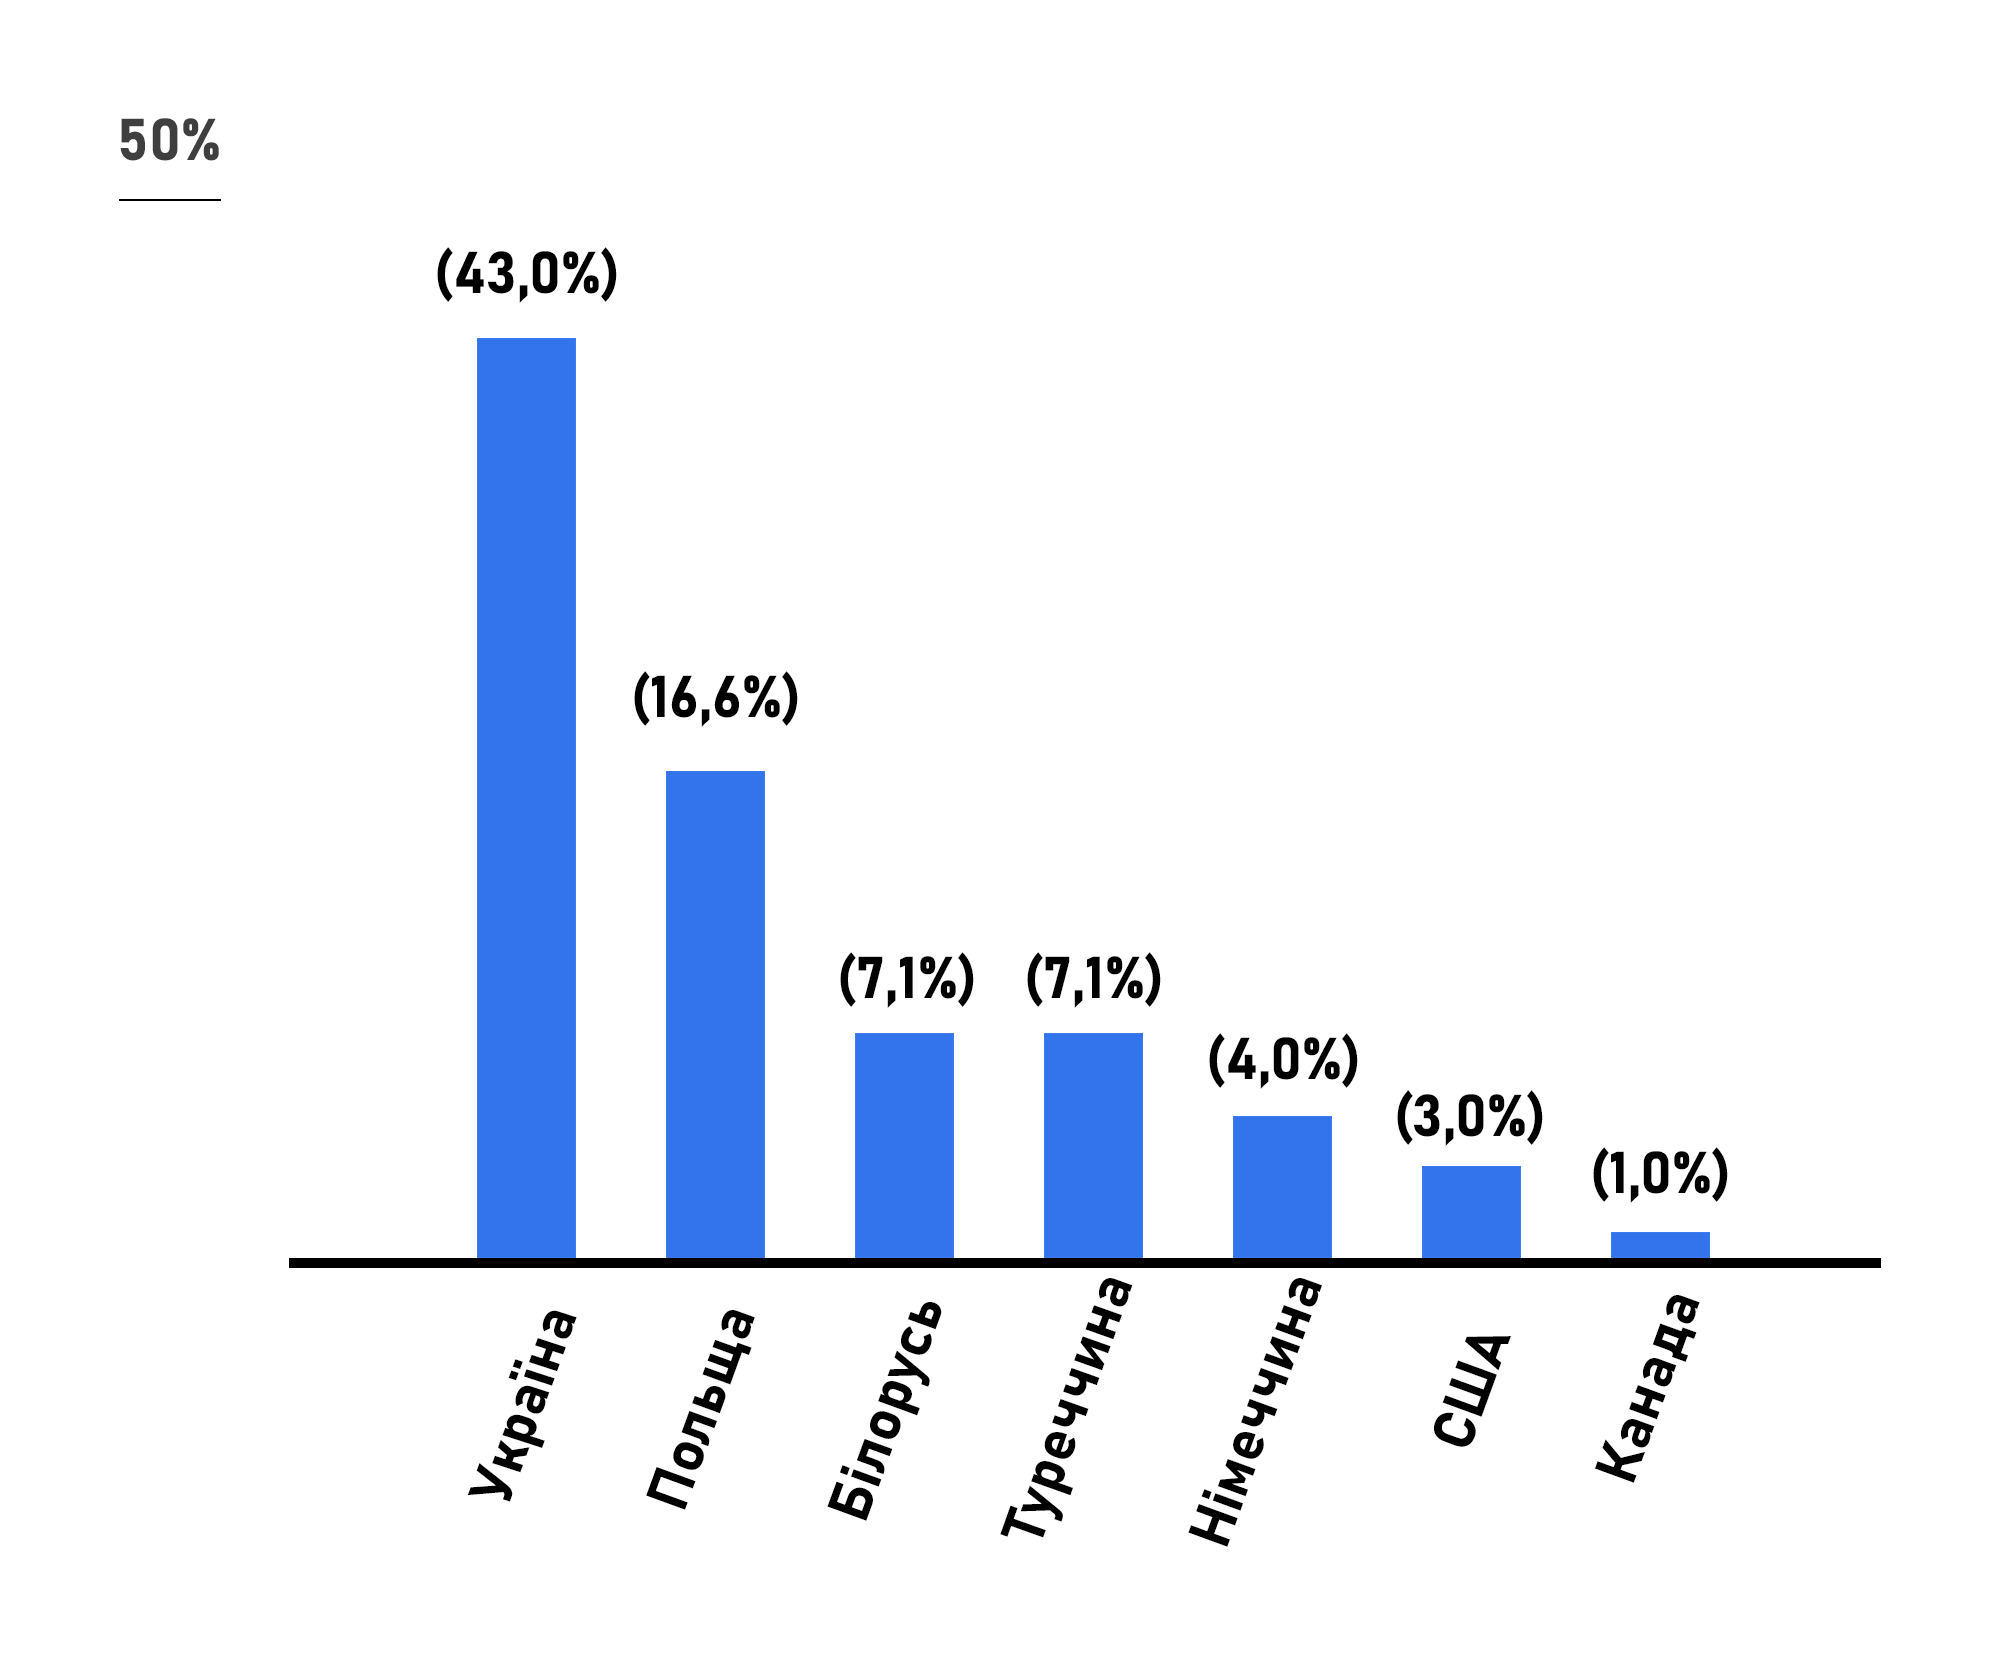 50%
(43,0%)
(16,6%)
(7,1%)
(7,1%)
(4,0%)
(3,0%)
(1,0%)
Україна
Польща
Білорусь
Туреччина
Німеччина
США
Канада